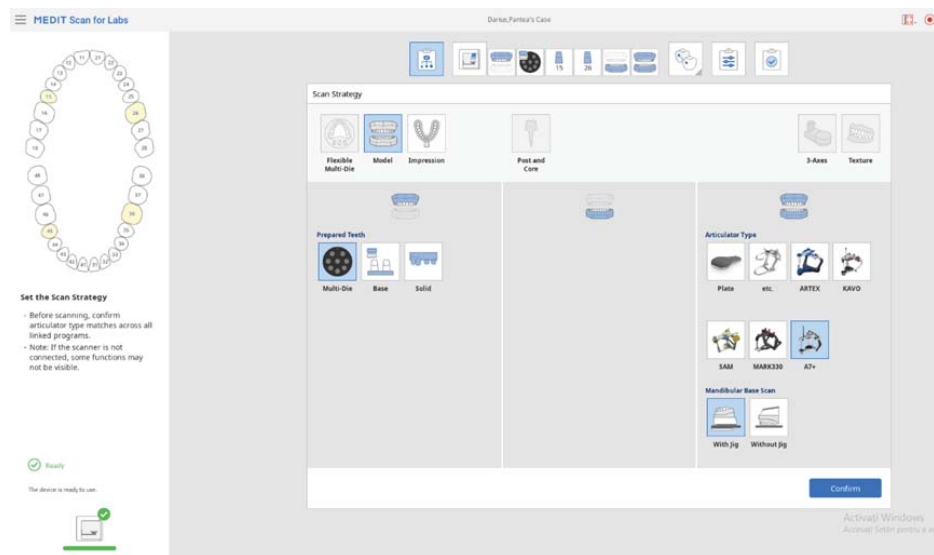 MEDIT Scan for Labs
Darius,Pantea's Case
15
26
Scan Strategy
Flexible Multi-Die
Model
Impression
Post and Core
3-Axes
Texture
Prepared Teeth
Multi-Die
Base
Solid
Articulator Type
Plate
etc.
ARTEX
KAVO
SAM
MARK330
A7+
Mandibular Base Scan
With Jig
Without Jig
Confirm
Set the Scan Strategy
- Before scanning, confirm
articulator type matches across all
linked programs.
- Note: If the scanner is not
connected, some functions may
not be visible.
Ready
The device is ready to use.
Activați Windows
Accesați Setări pentru a